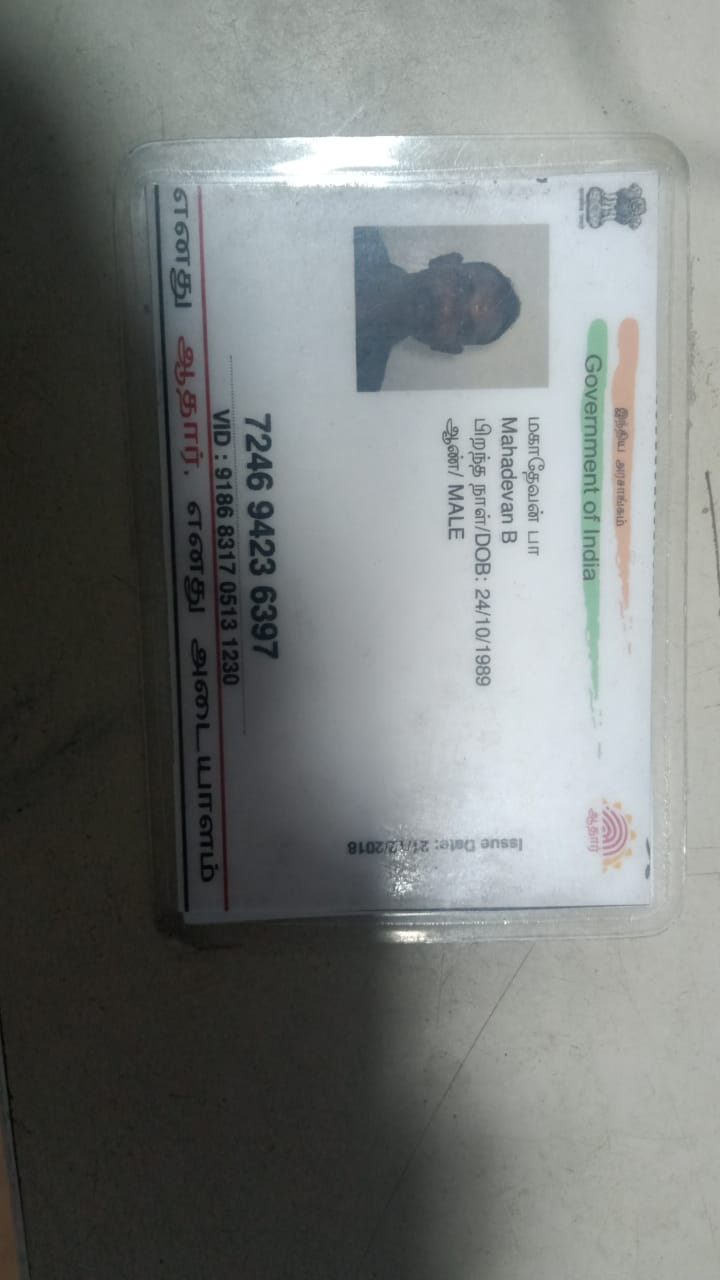 இந்திய அரசாங்கம்
Government of India
மகாதேவன் பா
Mahadevan B
பிறந்த நாள்/DOB: 24/10/1989
ஆண்/ MALE
Issue Date: 21/12/2018
ஆதார்
7246 9423 6397
VID : 9186 8317 0513 1230
எனது ஆதார், எனது அடையாளம்